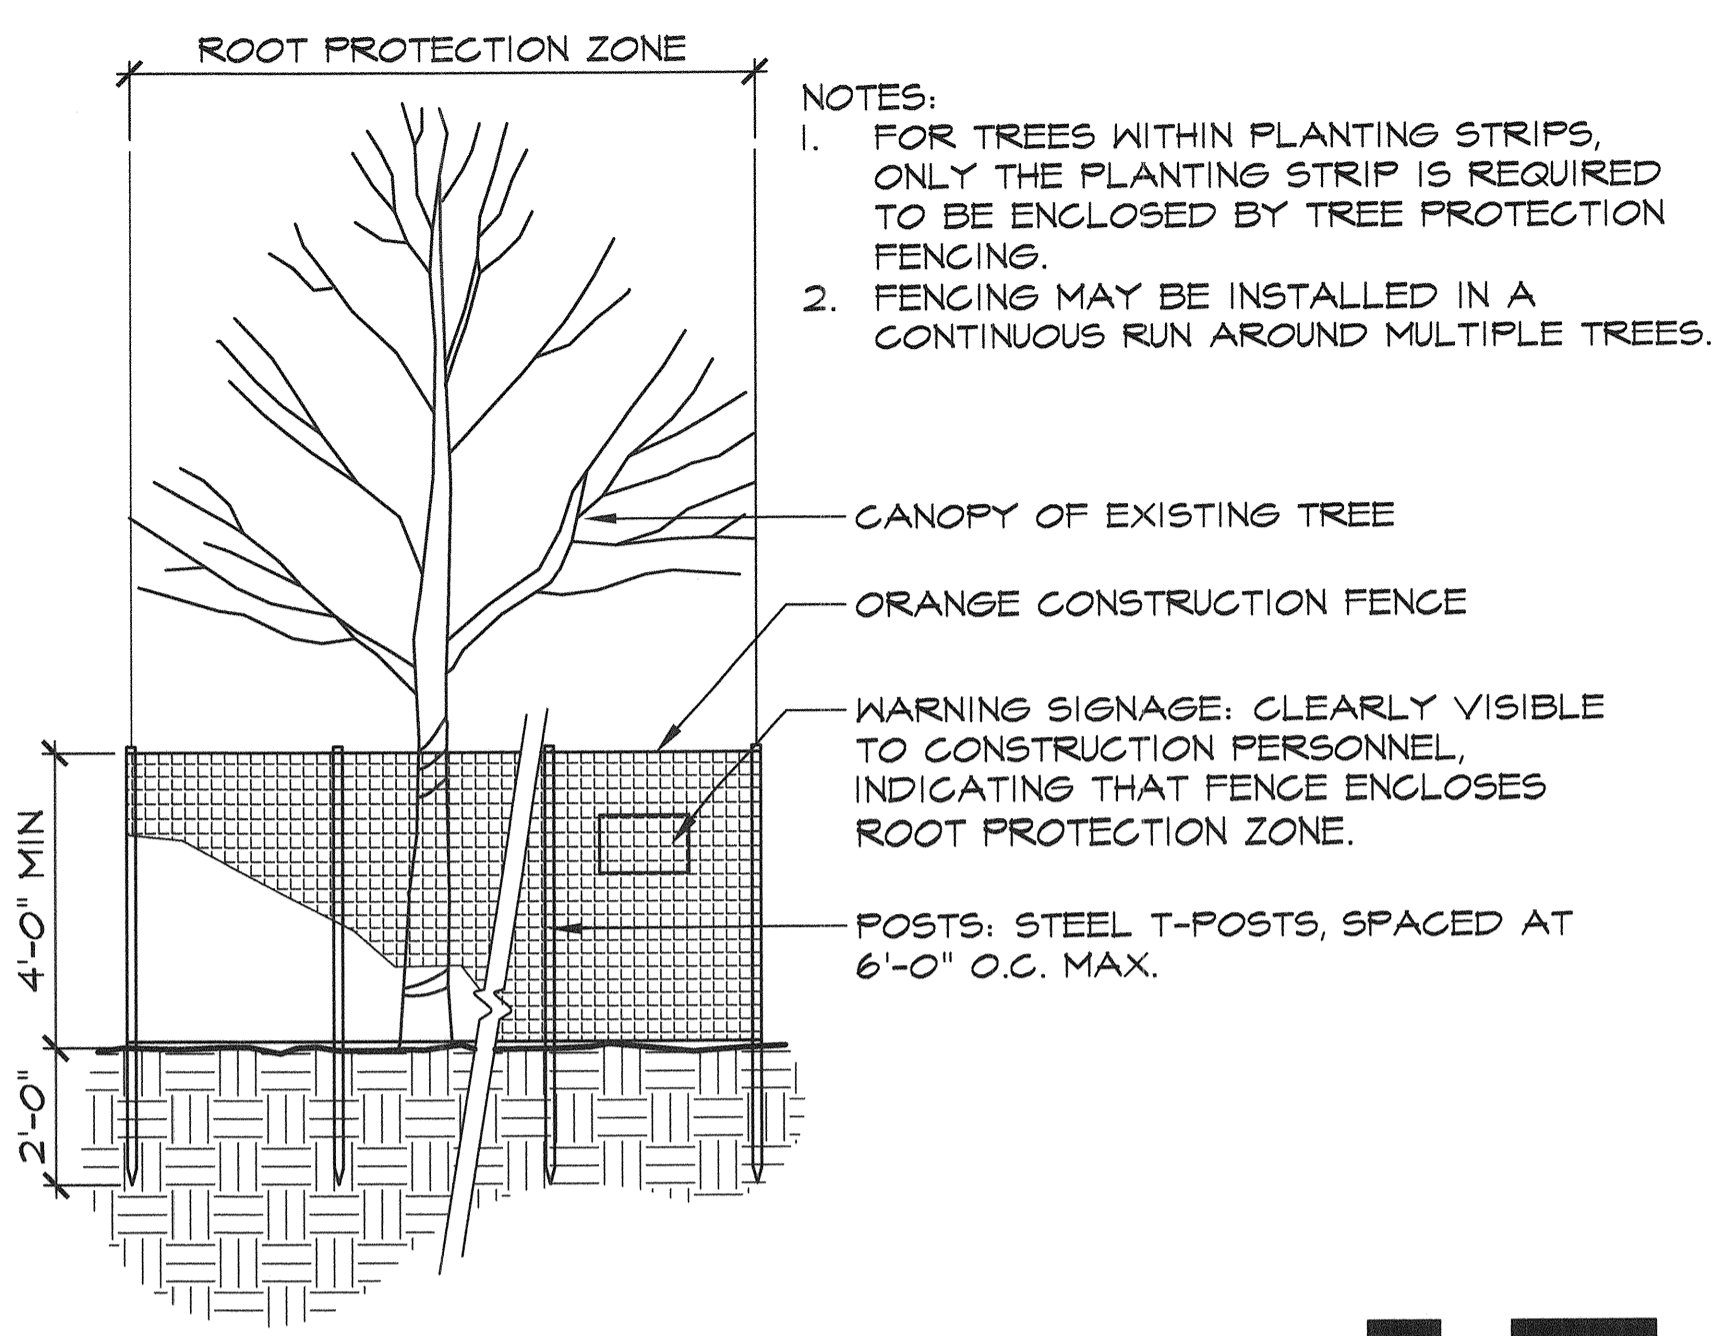 ROOT PROTECTION ZONE
NOTES:
1. FOR TREES WITHIN PLANTING STRIPS,
ONLY THE PLANTING STRIP IS REQUIRED
TO BE ENCLOSED BY TREE PROTECTION
FENCING.
2. FENCING MAY BE INSTALLED IN A
CONTINUOUS RUN AROUND MULTIPLE TREES.
CANOPY OF EXISTING TREE
ORANGE CONSTRUCTION FENCE
WARNING SIGNAGE: CLEARLY VISIBLE
TO CONSTRUCTION PERSONNEL,
INDICATING THAT FENCE ENCLOSES
ROOT PROTECTION ZONE.
POSTS: STEEL T-POSTS, SPACED AT
6'-0" O.C. MAX.
4'-0" MIN
2'-0"